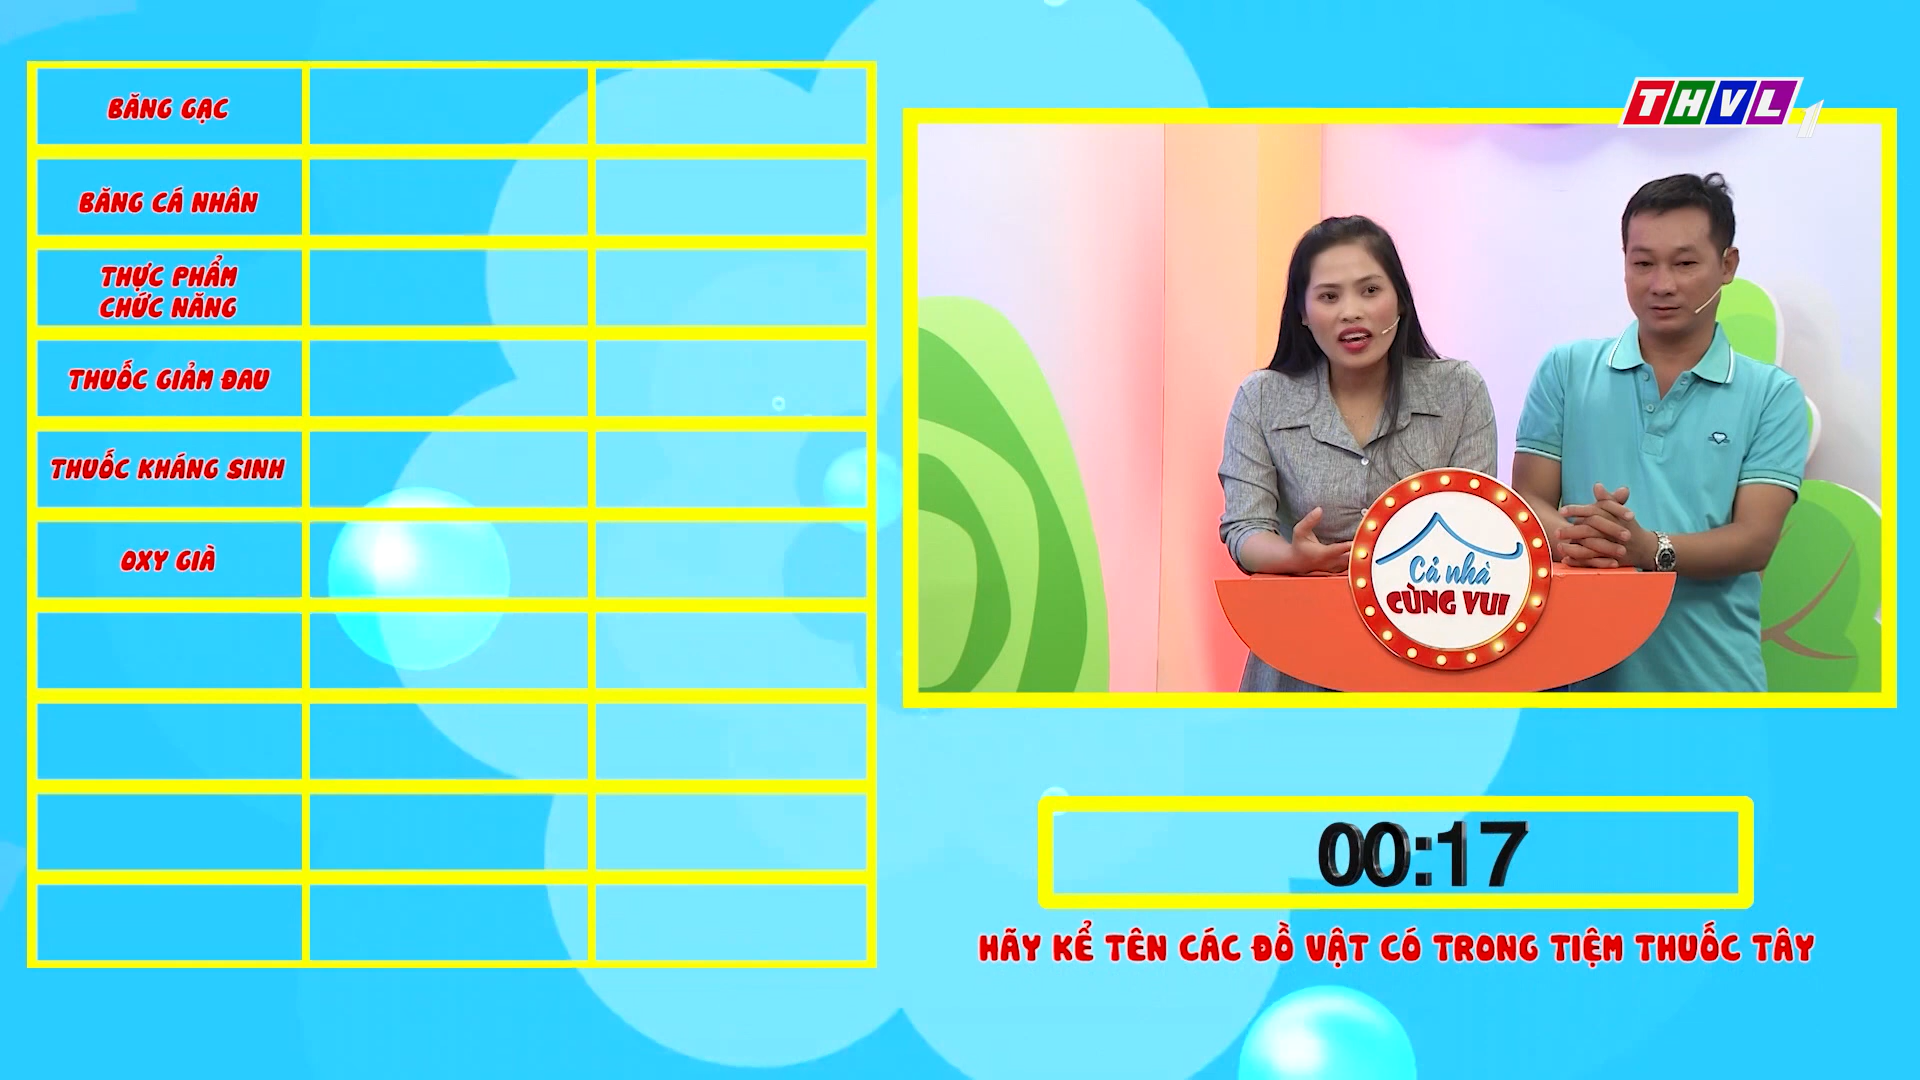 BĂNG GẠC
BĂNG CÁ NHÂN
THỰC PHẨM
CHỨC NĂNG
THUỐC GIẢM ĐAU
THUỐC KHÁNG SINH
OXY GIÀ
THVL1
Cả nhà
CÙNG VUI
00:17
HÃY KỂ TÊN CÁC ĐỒ VẬT CÓ TRONG TIỆM THUỐC TÂY